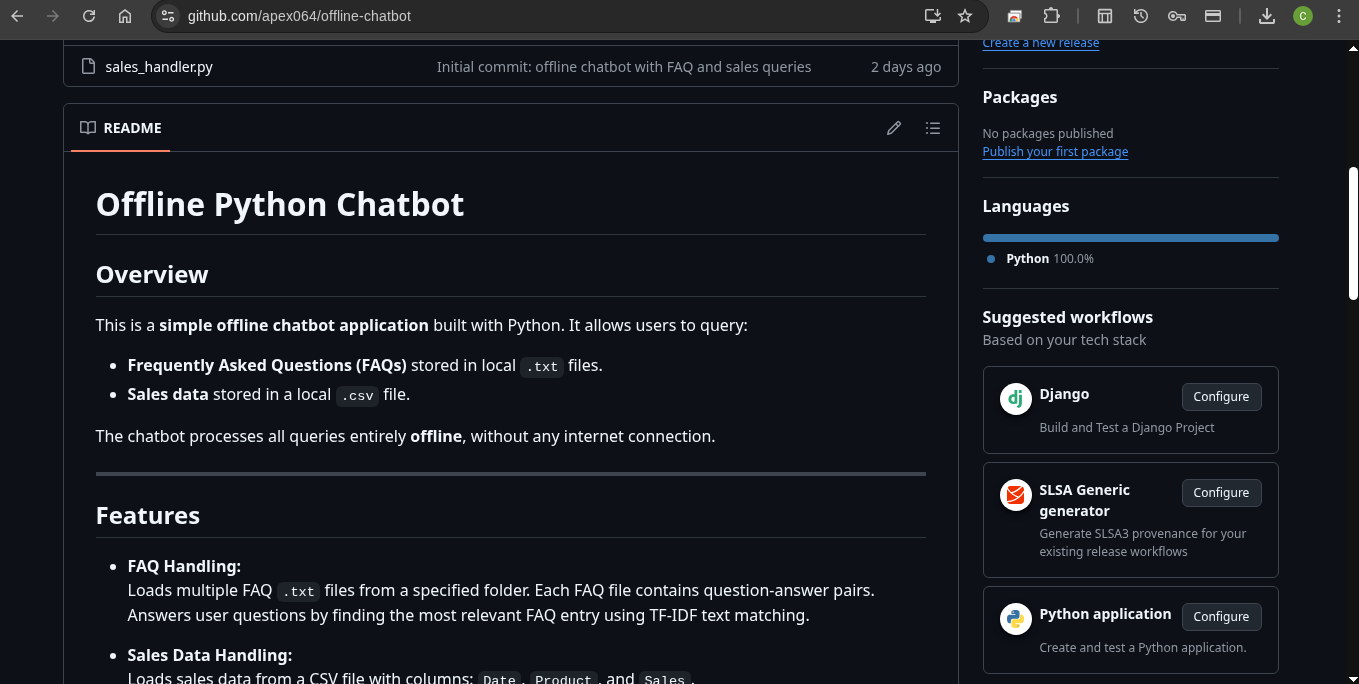 github.com/apex064/offline-chatbot
C
sales_handler.py Initial commit: offline chatbot with FAQ and sales queries 2 days ago
README
Offline Python Chatbot
Overview
This is a simple offline chatbot application built with Python. It allows users to query:
Frequently Asked Questions (FAQs) stored in local .txt files.
Sales data stored in a local .csv file.
The chatbot processes all queries entirely offline, without any internet connection.
Features
FAQ Handling:
Loads multiple FAQ .txt files from a specified folder. Each FAQ file contains question-answer pairs.
Answers user questions by finding the most relevant FAQ entry using TF-IDF text matching.
Sales Data Handling:
Loads sales data from a CSV file with columns: Date, Product, and Sales.
Create a new release
Packages
No packages published
Publish your first package
Languages
Python 100.0%
Suggested workflows
Based on your tech stack
dj
Django
Configure
Build and Test a Django Project
SLSA Generic
generator
Configure
Generate SLSA3 provenance for your
existing release workflows
Python application
Configure
Create and test a Python application.